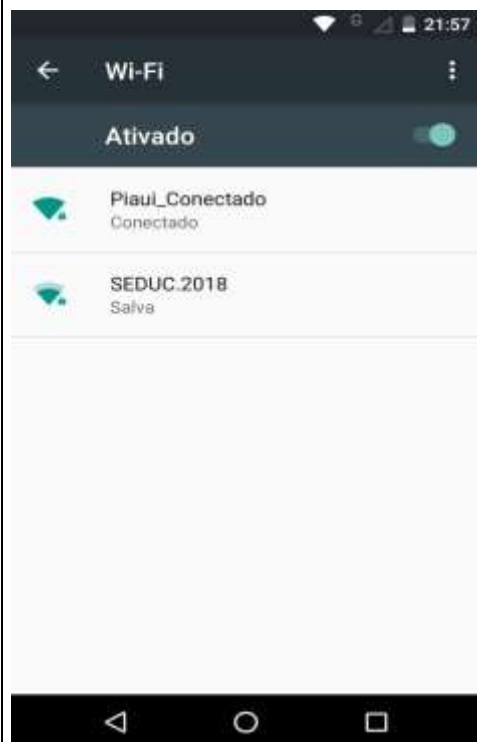 G 21:57
Wi-Fi
Ativado
Piaui_Conectado
Conectado
SEDUC.2018
Salva